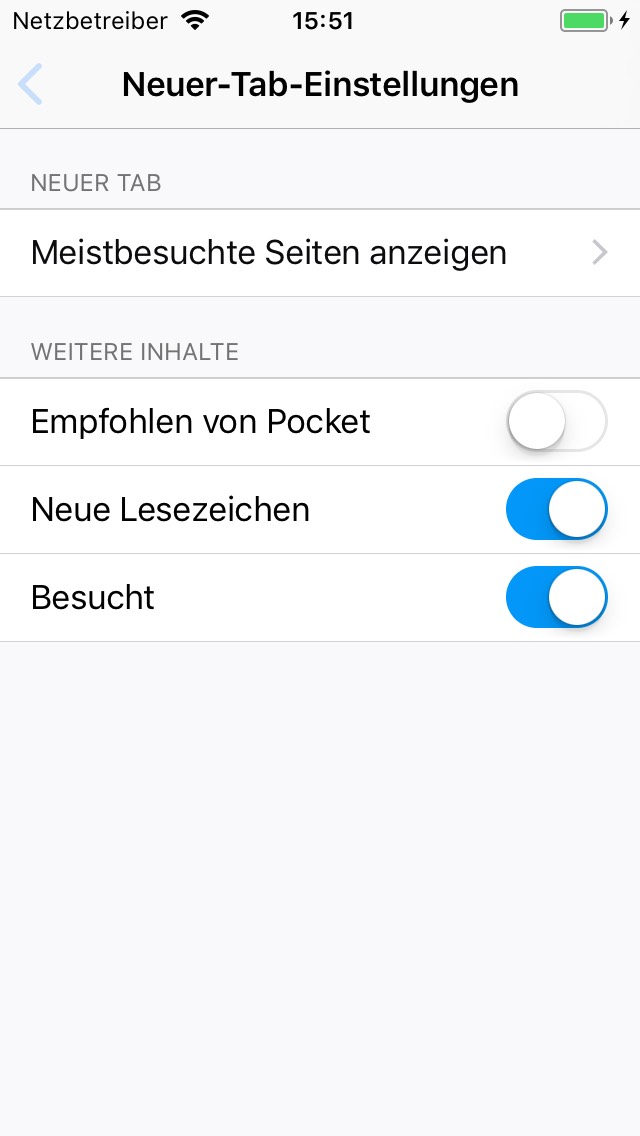 Netzbetreiber 15:51
Neuer-Tab-Einstellungen
NEUER TAB
Meistbesuchte Seiten anzeigen
WEITERE INHALTE
Empfohlen von Pocket
Neue Lesezeichen
Besucht